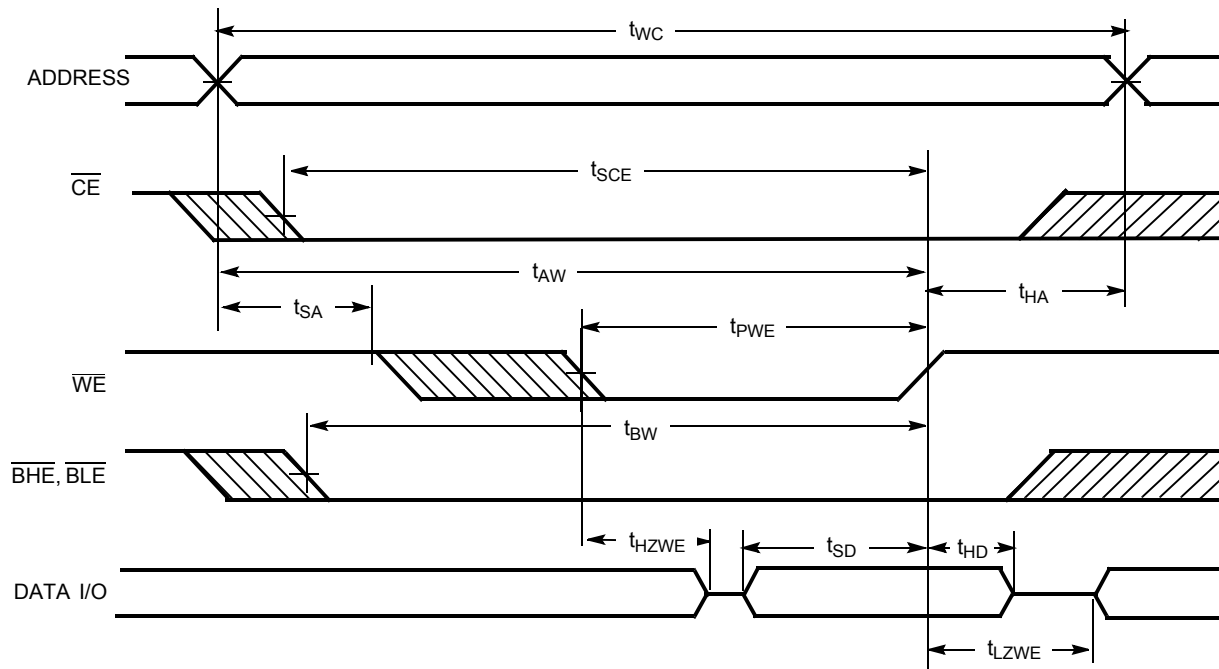 tWC
ADDRESS
CE
tSCE
tAW
tSA
tHA
tPWE
WE
tBW
BHE, BLE
tHZWE
tSD
tHD
DATA I/O
tLZWE